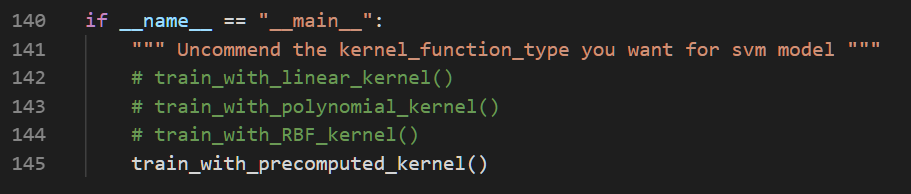 140 if __name__ == "__main__":
141     """ Uncommend the kernel_function_type you want for svm model """
142     # train_with_linear_kernel()
143     # train_with_polynomial_kernel()
144     # train_with_RBF_kernel()
145     train_with_precomputed_kernel()